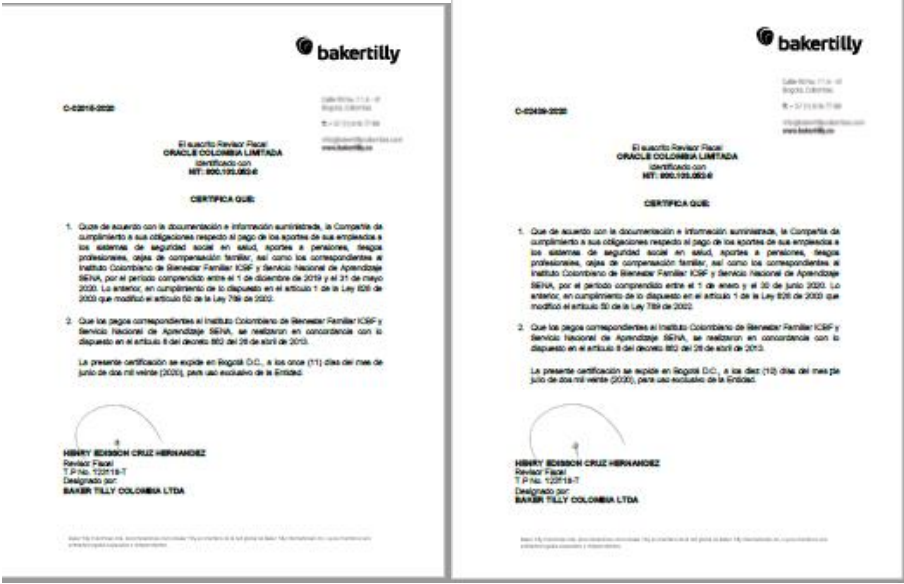 bakertilly
C-02015-2020
www.bakertilly.co
El suscrito Revisor Fiscal
ORACLE COLOMBIA LIMITADA
Identificado con
NIT: 800.103.052-8
CERTIFICA QUE:
de acuerdo con la documentación e información suministrada, la Compañía da
cumplimiento a sus obligaciones respecto al pago de los aportes de sus empleados a
los sistemas de seguridad social en salud, aportes a pensiones, riesgos
profesionales, cajas de compensación familiar, así como los correspondientes al
Instituto Colombiano de Bienestar Familiar ICBF y Servicio Nacional de Aprendizaje
SENA, por el período comprendido entre el 1 de diciembre de 2019 y el 31 de mayo
2020. Lo anterior, en cumplimiento de lo dispuesto en el artículo 1 de la Ley 828 de
2003 que modificó el artículo 50 de la Ley 789 de 2002.
2. Que los pagos correspondientes al Instituto Colombiano de Bienestar Familiar ICBF y
Servicio Nacional de Aprendizaje SENA, se realizaron en concordancia con lo
dispuesto en el artículo 8 del decreto 862 del 26 de abril de 2013.
La presente certificación se expide en Bogotá D.C., a los once (11) días del mes de
junio de dos mil veinte (2020), para uso exclusivo de la Entidad.
HENRY EDISSON CRUZ HERNANDEZ
Revisor Fiscal
T.P No.
Designado por:
BAKER TILLY COLOMBIA LTDA
bakertilly
C-02409-2020
www.bakertilly.co
El suscrito Revisor Fiscal
ORACLE COLOMBIA LIMITADA
Identificado con
NIT: 800.103.052-8
CERTIFICA QUE:
1. Que de acuerdo con la documentación e información suministrada, la Compañía da
cumplimiento a sus obligaciones respecto al pago de los aportes de sus empleados a
los sistemas de seguridad social en salud, aportes a pensiones, riesgos
profesionales, cajas de compensación familiar, así como los correspondientes al
Instituto Colombiano de Bienestar Familiar ICBF y Servicio Nacional de Aprendizaje
SENA, por el período comprendido entre el 1 de enero y el 30 de junio 2020. Lo
anterior, en cumplimiento de lo dispuesto en el artículo 1 de la Ley 828 de 2003 que
modificó el artículo 50 de la Ley 789 de 2002.
2. Que los pagos correspondientes al Instituto Colombiano de Bienestar Familiar ICBF y
Servicio Nacional de Aprendizaje SENA, se realizaron en concordancia con lo
dispuesto en el artículo 8 del decreto 862 del 26 de abril de 2013.
La presente certificación se expide en Bogotá D.C., a los diez (10) días del mes de
julio de dos mil veinte (2020), para uso exclusivo de la Entidad.
HENRY EDISSON CRUZ HERNANDEZ
Revisor Fiscal
T.P No.
Designado por:
BAKER TILLY COLOMBIA LTDA